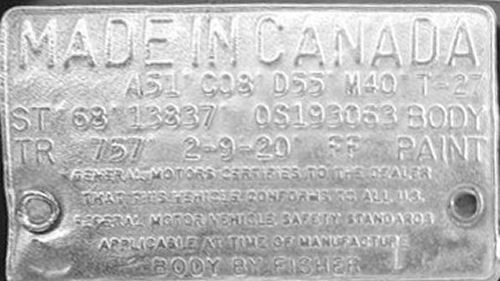 MADE IN CANADA
A51 C08 D55 M40 T-27
ST 68 13837 OS193063 BODY
TR 757 2-9-20 FF PAINT
GENERAL MOTORS CERTIFIES TO THE DEALER
THAT THIS VEHICLE CONFORMS TO ALL U.S.
FEDERAL MOTOR VEHICLE SAFETY STANDARDS
APPLICABLE AT TIME OF MANUFACTURE
BODY BY FISHER